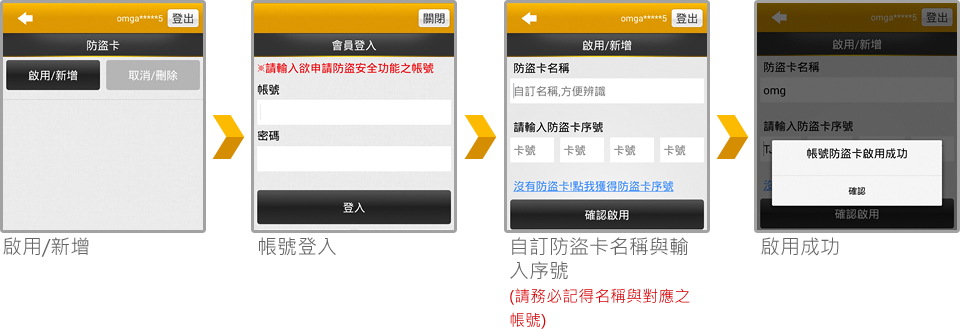 omga*****5 登出
防盜卡
啟用/新增 取消/刪除
啟用/新增
關閉
會員登入
※請輸入欲申請防盜安全功能之帳號
帳號
密碼
登入
帳號登入
omga*****5 登出
啟用/新增
防盜卡名稱
自訂名稱,方便辨識
請輸入防盜卡序號
卡號 卡號 卡號 卡號
沒有防盜卡!點我獲得防盜卡序號
確認啟用
自訂防盜卡名稱與輸
入序號
(請務必記得名稱與對應之
帳號)
omga*****5 登出
啟用/新增
防盜卡名稱
omg
請輸入防盜卡序號
帳號防盜卡啟用成功
確認
確認啟用
啟用成功